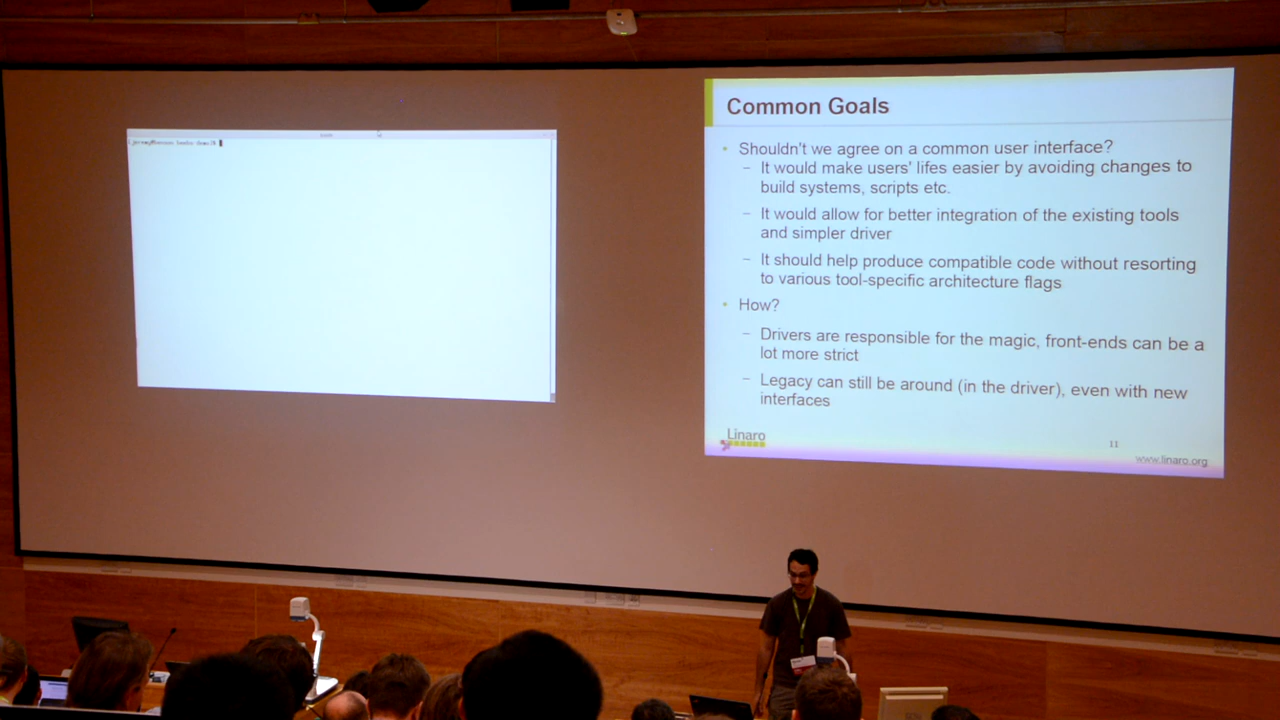 Common Goals
• Shouldn't we agree on a common user interface?
– It would make users' lifes easier by avoiding changes to
build systems, scripts etc.
– It would allow for better integration of the existing tools
and simpler driver
– It should help produce compatible code without resorting
to various tool-specific architecture flags
• How?
– Drivers are responsible for the magic, front-ends can be a
lot more strict
– Legacy can still be around (in the driver), even with new
interfaces
Linaro
11
www.linaro.org